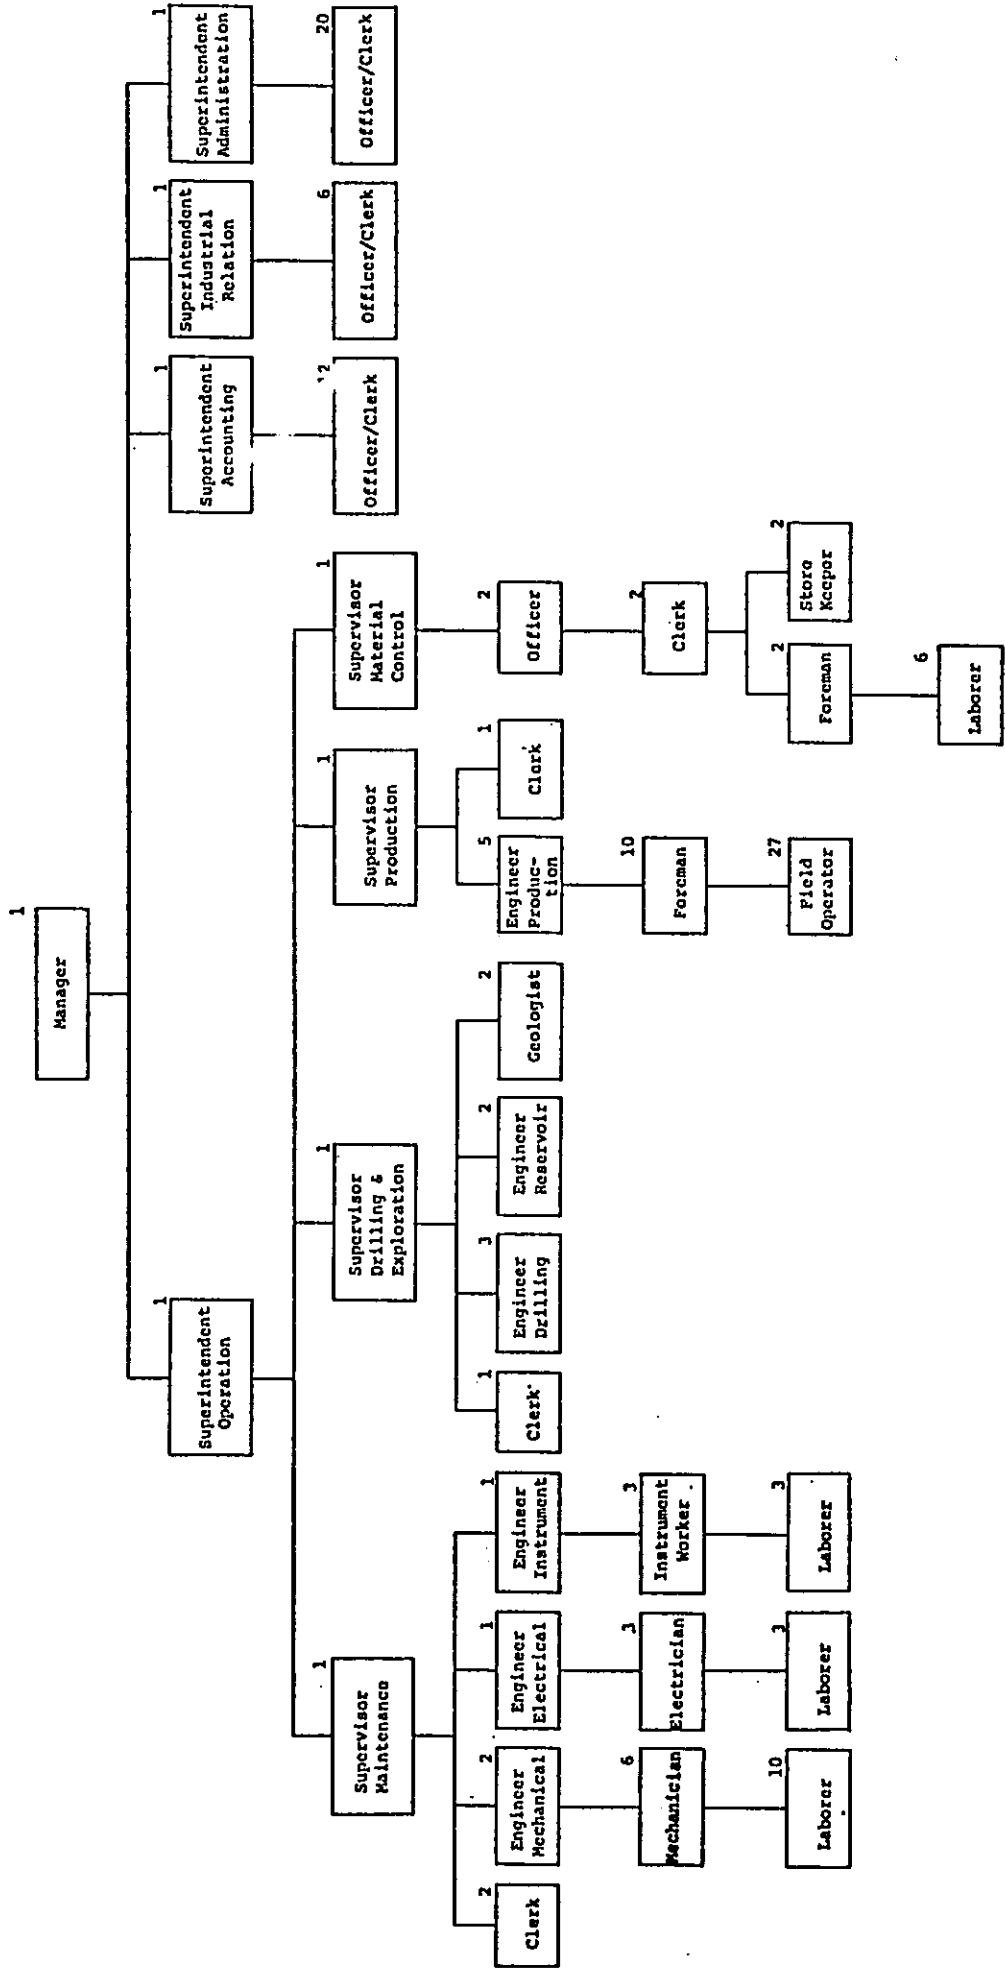 1
Manager
1
Superintendent
Operation
1
Superintendent
Accounting
1
Superintendent
Industrial
Relation
1
Superintendent
Administration
1
Supervisor
Maintenance
1
Supervisor
Drilling &
Exploration
1
Supervisor
Production
1
Supervisor
Material
Control
12
Officer/Clerk
6
Officer/Clerk
20
Officer/Clerk
2
Clerk
2
Engineer
Mechanical
1
Engineer
Electrical
1
Engineer
Instrument
1
Clerk
3
Engineer
Drilling
2
Engineer
Reservoir
2
Geologist
5
Engineer
Produc-
tion
1
Clerk
2
Officer
6
Mechanician
3
Electrician
3
Instrument
Worker
10
Foreman
2
Clerk
10
Laborer
3
Laborer
3
Laborer
27
Field
Operator
2
Foreman
2
Store
Keeper
6
Laborer